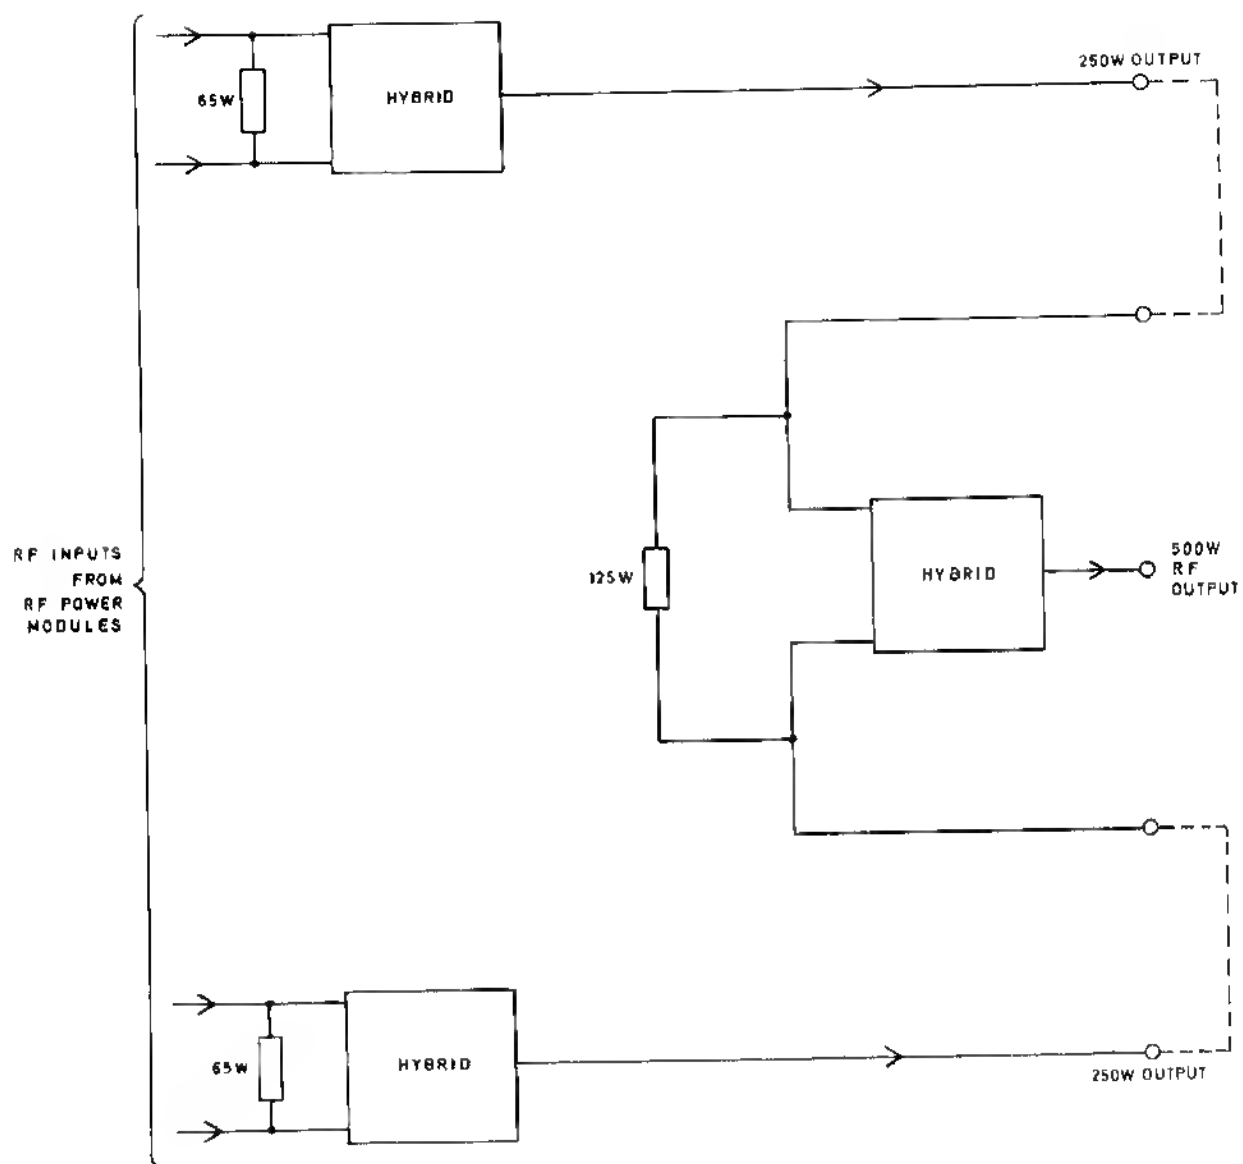 250W OUTPUT
65W
HYBRID
RF INPUTS
FROM
RF POWER
MODULES
125W
HYBRID
500W
RF
OUTPUT
65W
HYBRID
250W OUTPUT